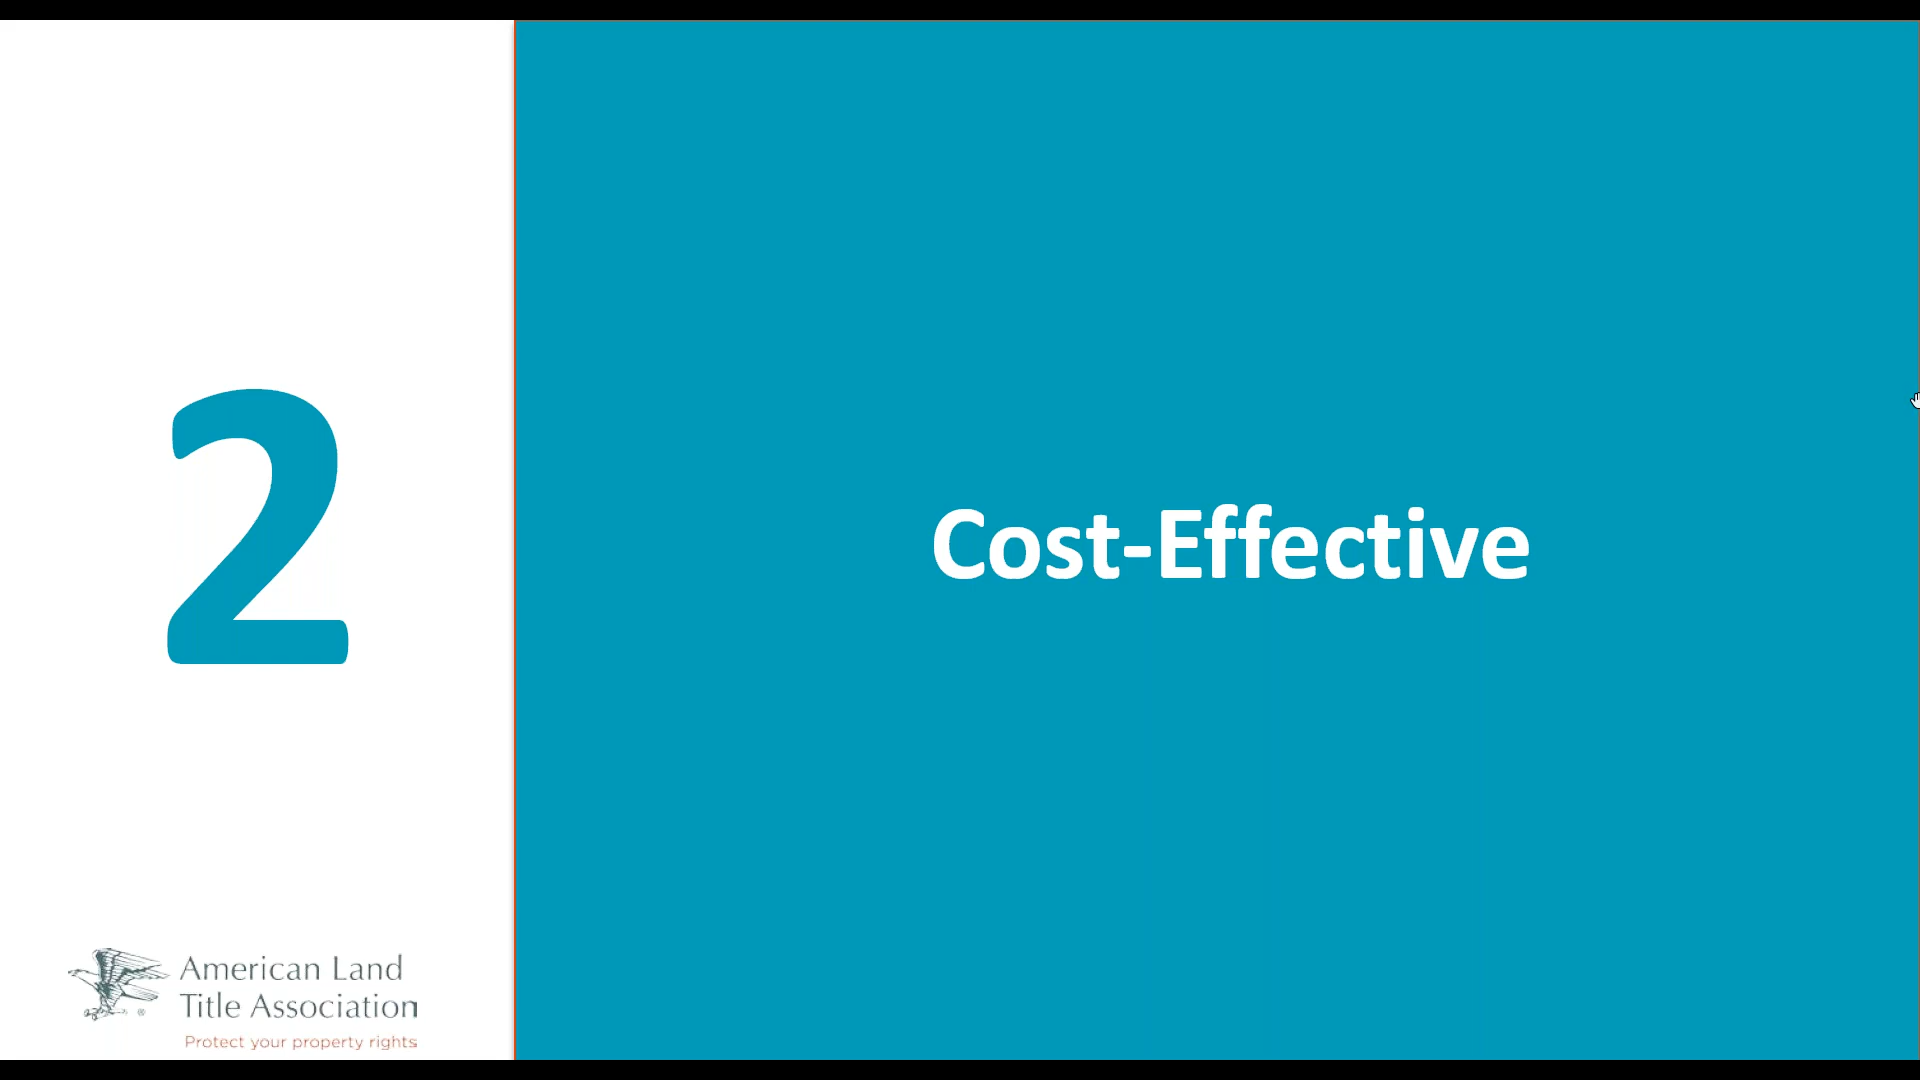 2
Cost-Effective
American Land
Title Association
®
Protect your property rights